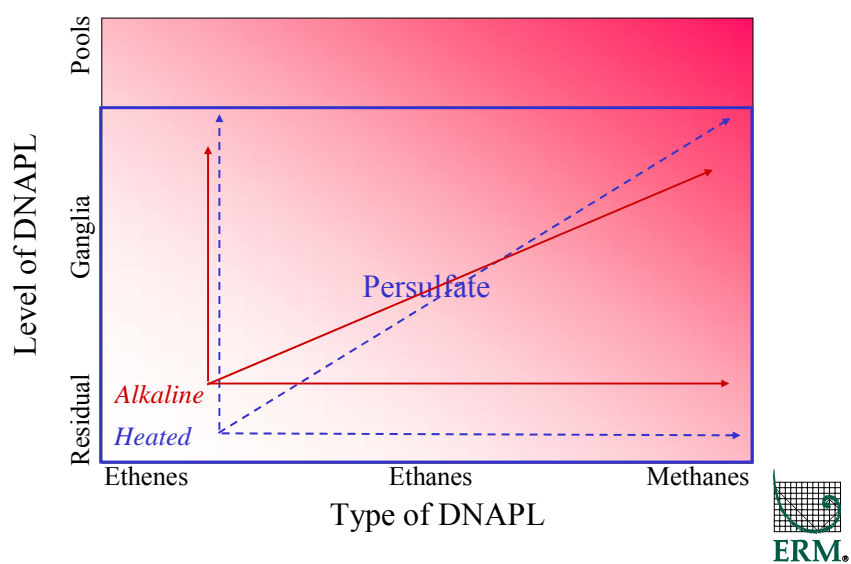 Pools
Ganglia
Residual
Level of DNAPL
Persulfate
Alkaline
Heated
Ethenes
Ethanes
Methanes
Type of DNAPL
ERM.